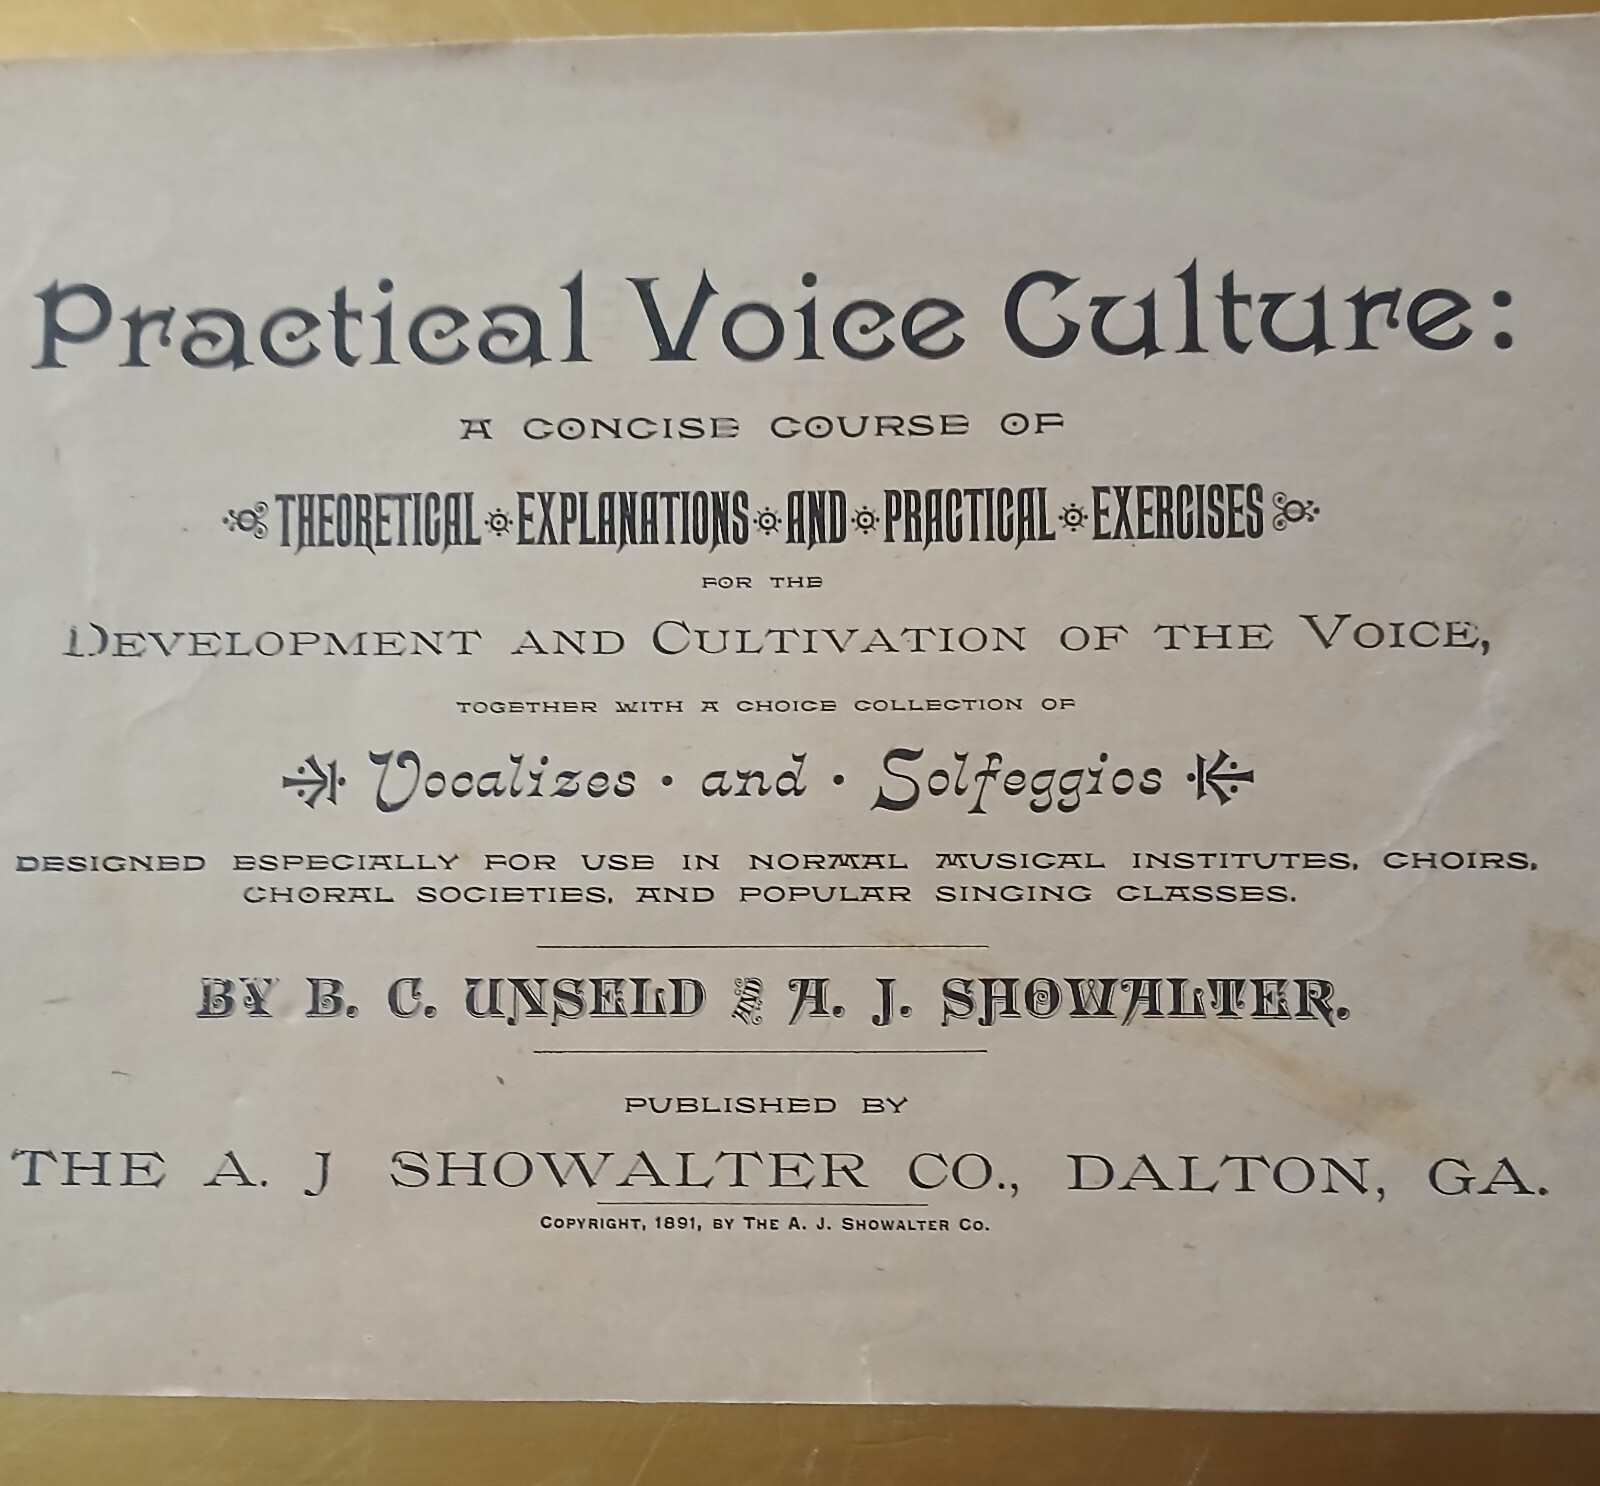 Practical Voice Culture:
A CONCISE COURSE OF
THEORETICAL EXPLANATIONS AND PRACTICAL EXERCISES
FOR THE
DEVELOPMENT AND CULTIVATION OF THE VOICE,
TOGETHER WITH A CHOICE COLLECTION OF
Vocalizes · and · Solfeggios
DESIGNED ESPECIALLY FOR USE IN NORMAL MUSICAL INSTITUTES, CHOIRS,
CHORAL SOCIETIES, AND POPULAR SINGING CLASSES.
BY B. C. UNSELD AND A. J. SHOWALTER.
PUBLISHED BY
THE A. J SHOWALTER CO., DALTON, GA.
COPYRIGHT, 1891, BY THE A. J. SHOWALTER CO.